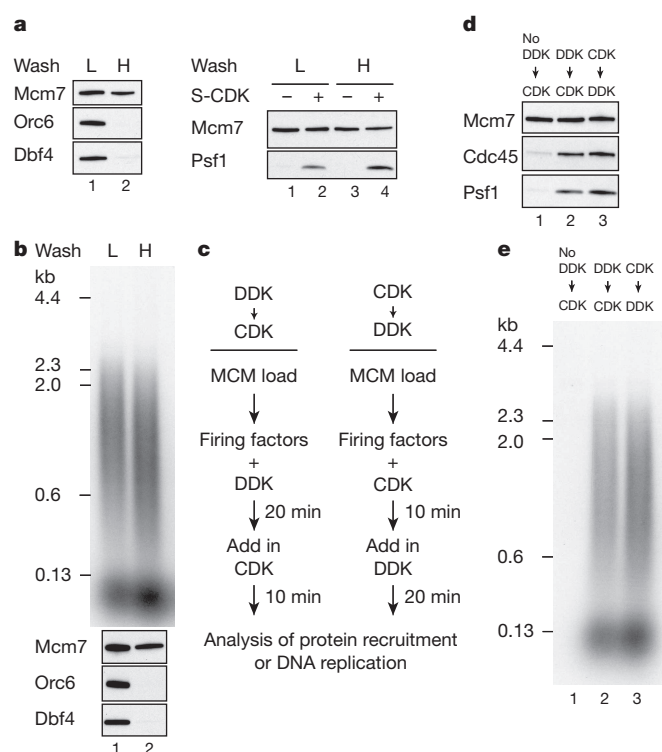 a
Wash L H
Mcm7
Orc6
Dbf4
1 2
Wash L H
S-CDK − + − +
Mcm7
Psf1
1 2 3 4
d
No
DDK DDK CDK
CDK CDK DDK
Mcm7
Cdc45
Psf1
1 2 3
b Wash L H
kb
4.4
2.3
2.0
0.6
0.13
Mcm7
Orc6
Dbf4
1 2
c
DDK CDK
CDK DDK
MCM load MCM load
Firing factors Firing factors
+ +
DDK CDK
20 min 10 min
Add in Add in
CDK DDK
10 min 20 min
Analysis of protein recruitment
or DNA replication
e
No
DDK DDK CDK
CDK CDK DDK
kb
4.4
2.3
2.0
0.6
0.13
1 2 3